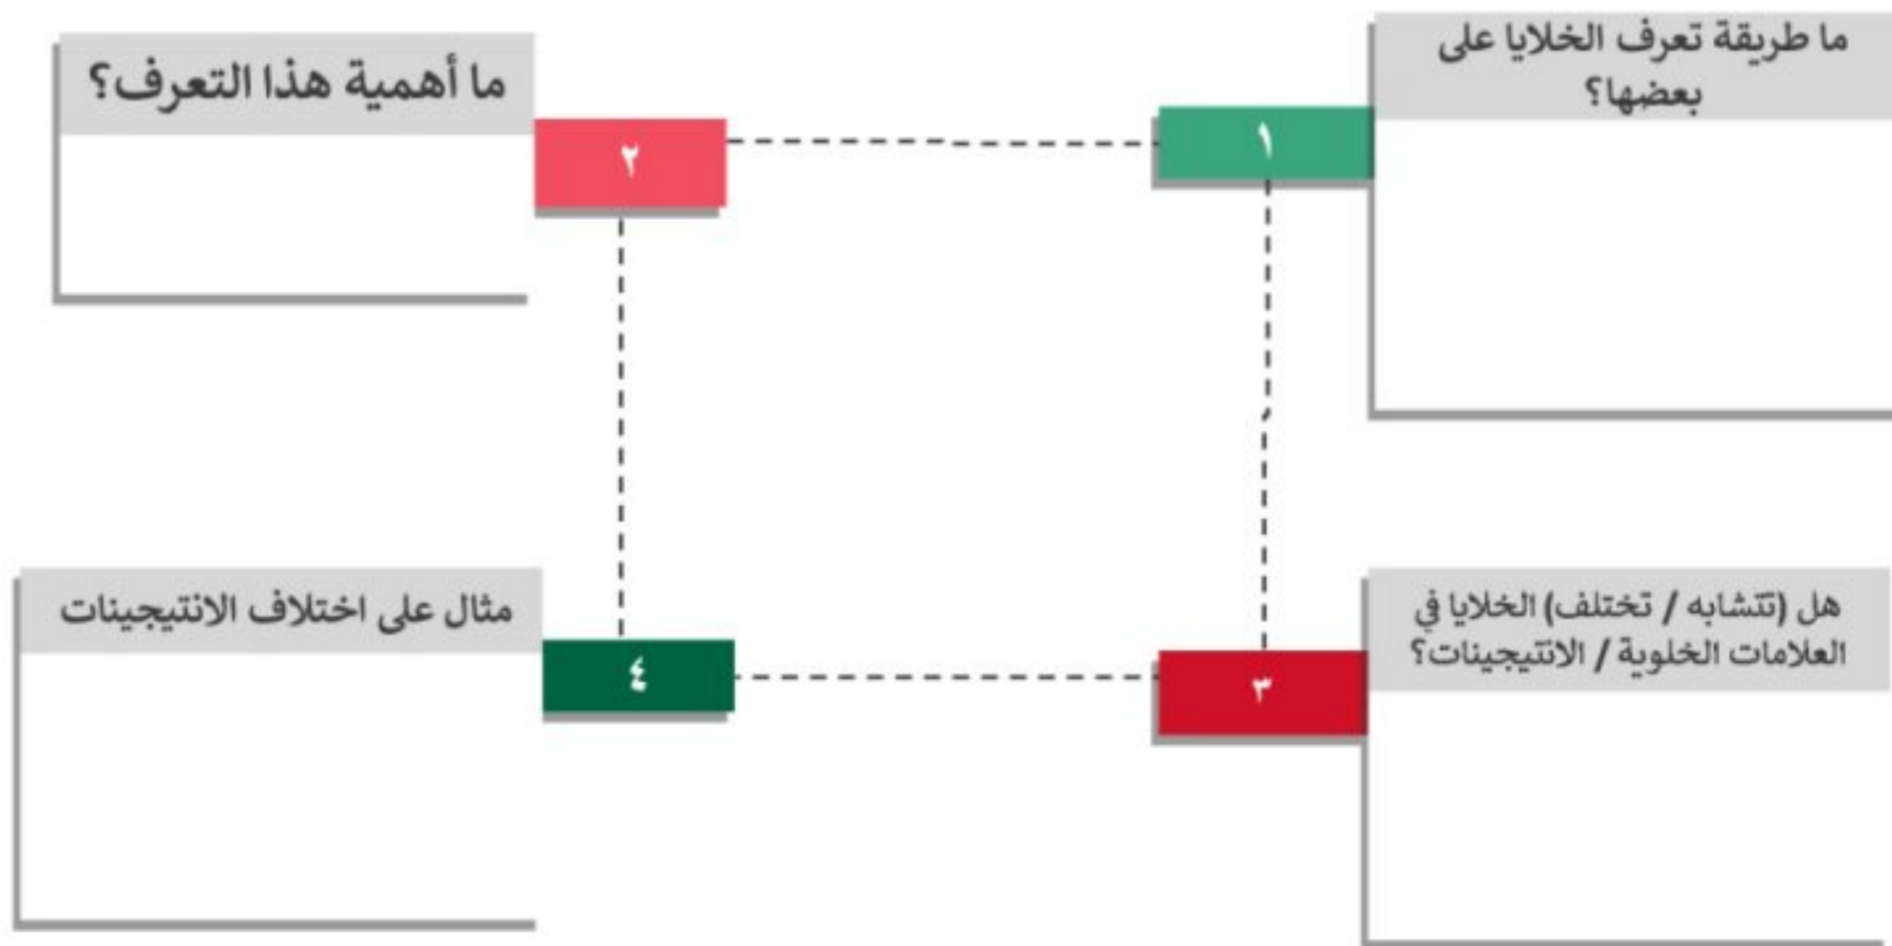 ما طريقة تعرف الخلايا على
بعضها؟
١
ما أهمية هذا التعرف؟
٢
هل (تتشابه / تختلف) الخلايا في
العلامات الخلوية / الانتيجينات؟
٣
مثال على اختلاف الانتيجينات
٤